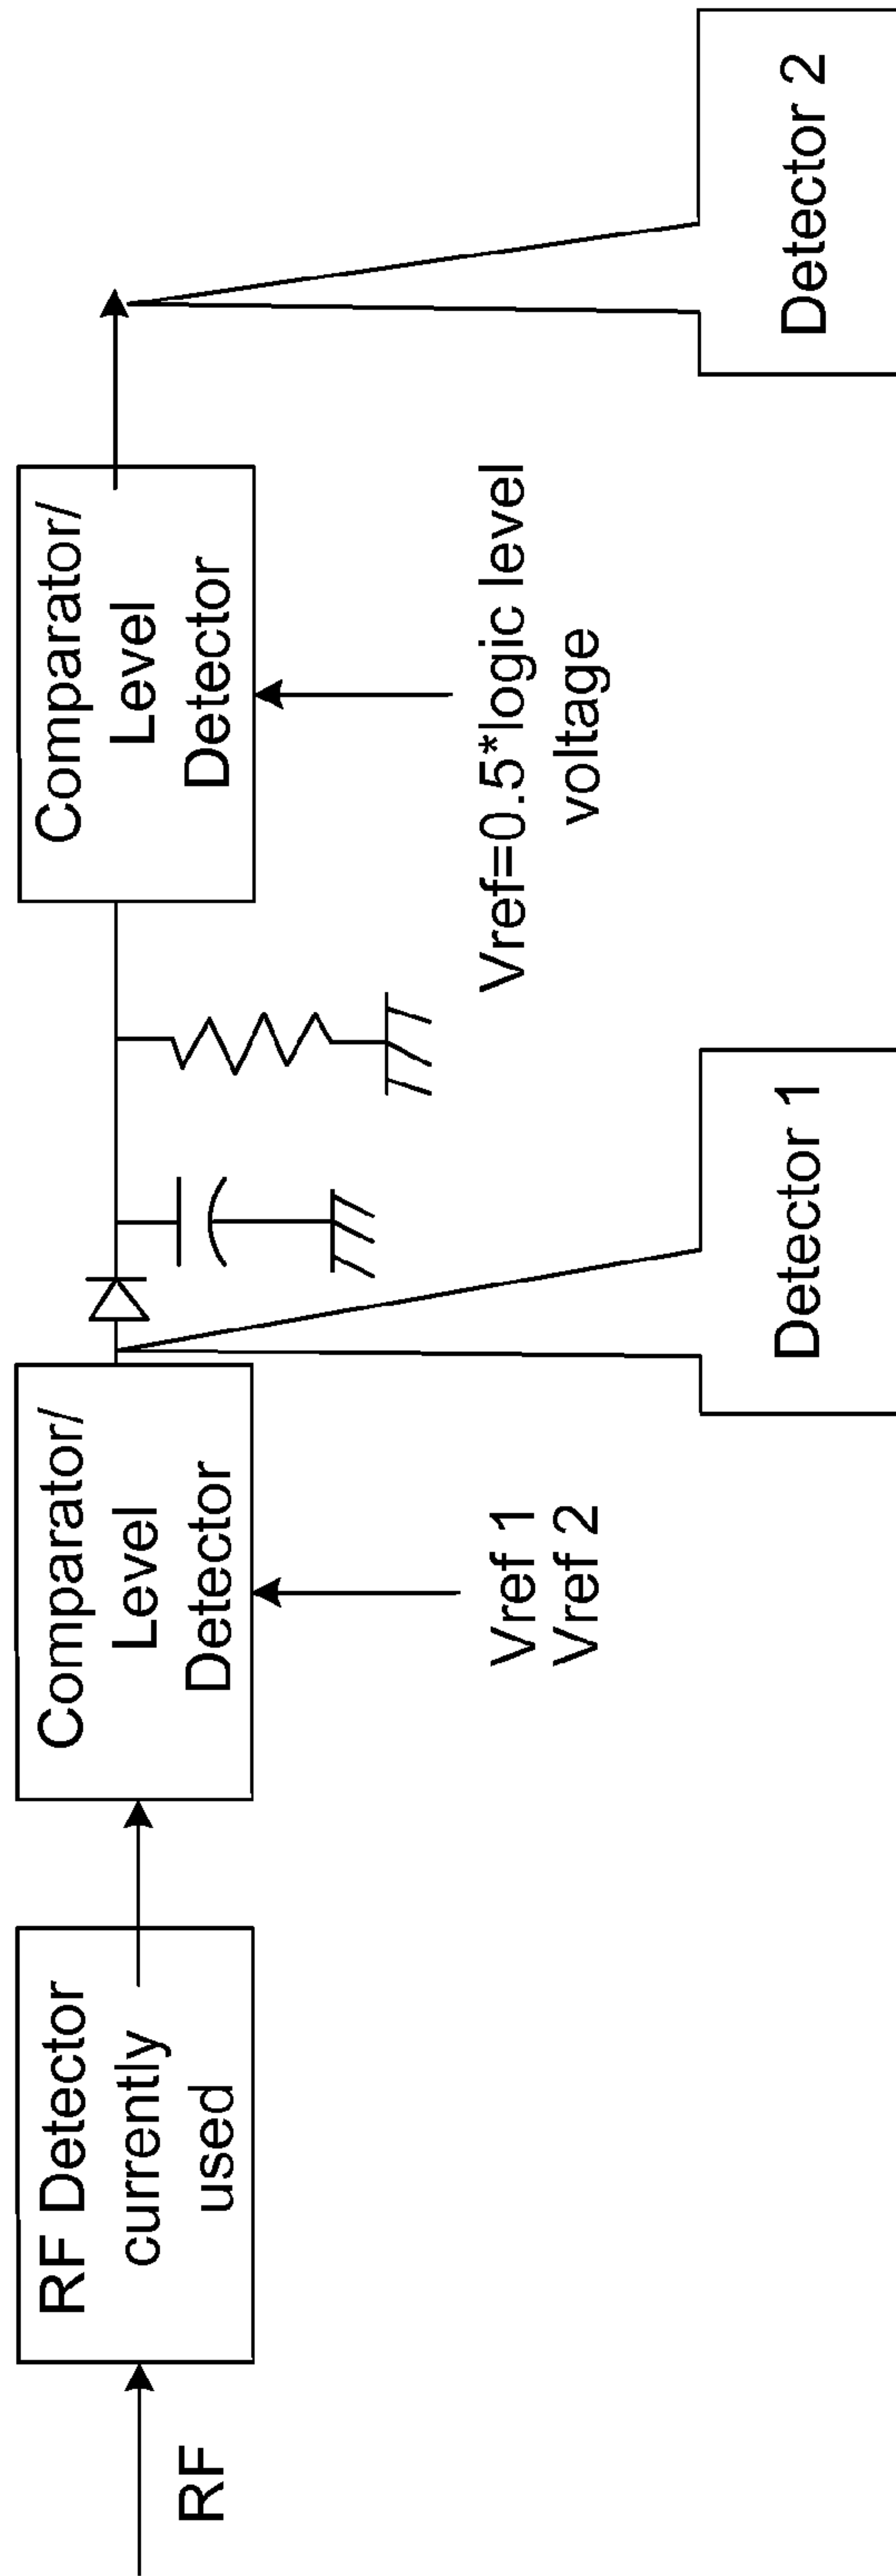 RF
RF Detector
currently
used
Comparator/
Level
Detector
Vref 1
Vref 2
Detector 1
Comparator/
Level
Detector
Vref=0.5*logic level
voltage
Detector 2